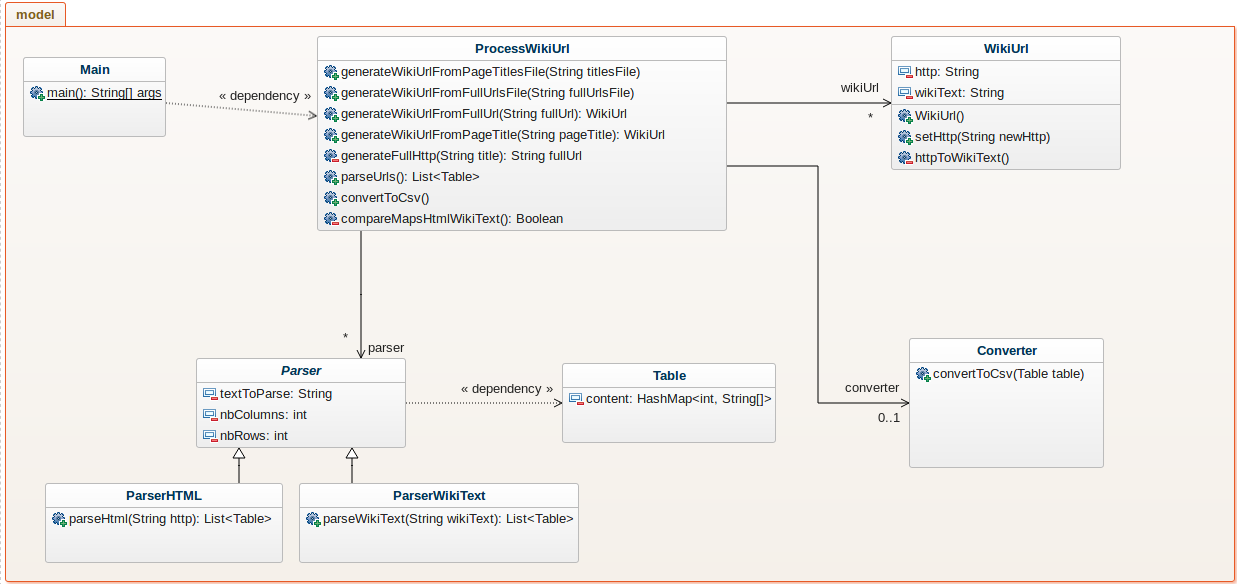 model
Main
main(): String[] args
« dependency »
ProcessWikiUrl
generateWikiUrlFromPageTitlesFile(String titlesFile)
generateWikiUrlFromFullUrlsFile(String fullUrlsFile)
generateWikiUrlFromFullUrl(String fullUrl): WikiUrl
generateWikiUrlFromPageTitle(String pageTitle): WikiUrl
generateFullHttp(String title): String fullUrl
parseUrls(): List<Table>
convertToCsv()
compareMapsHtmlWikiText(): Boolean
wikiUrl
*
WikiUrl
http: String
wikiText: String
WikiUrl()
setHttp(String newHttp)
httpToWikiText()
*
parser
Parser
textToParse: String
nbColumns: int
nbRows: int
« dependency »
Table
content: HashMap<int, String[]>
converter
0..1
Converter
convertToCsv(Table table)
ParserHTML
parseHtml(String http): List<Table>
ParserWikiText
parseWikiText(String wikiText): List<Table>